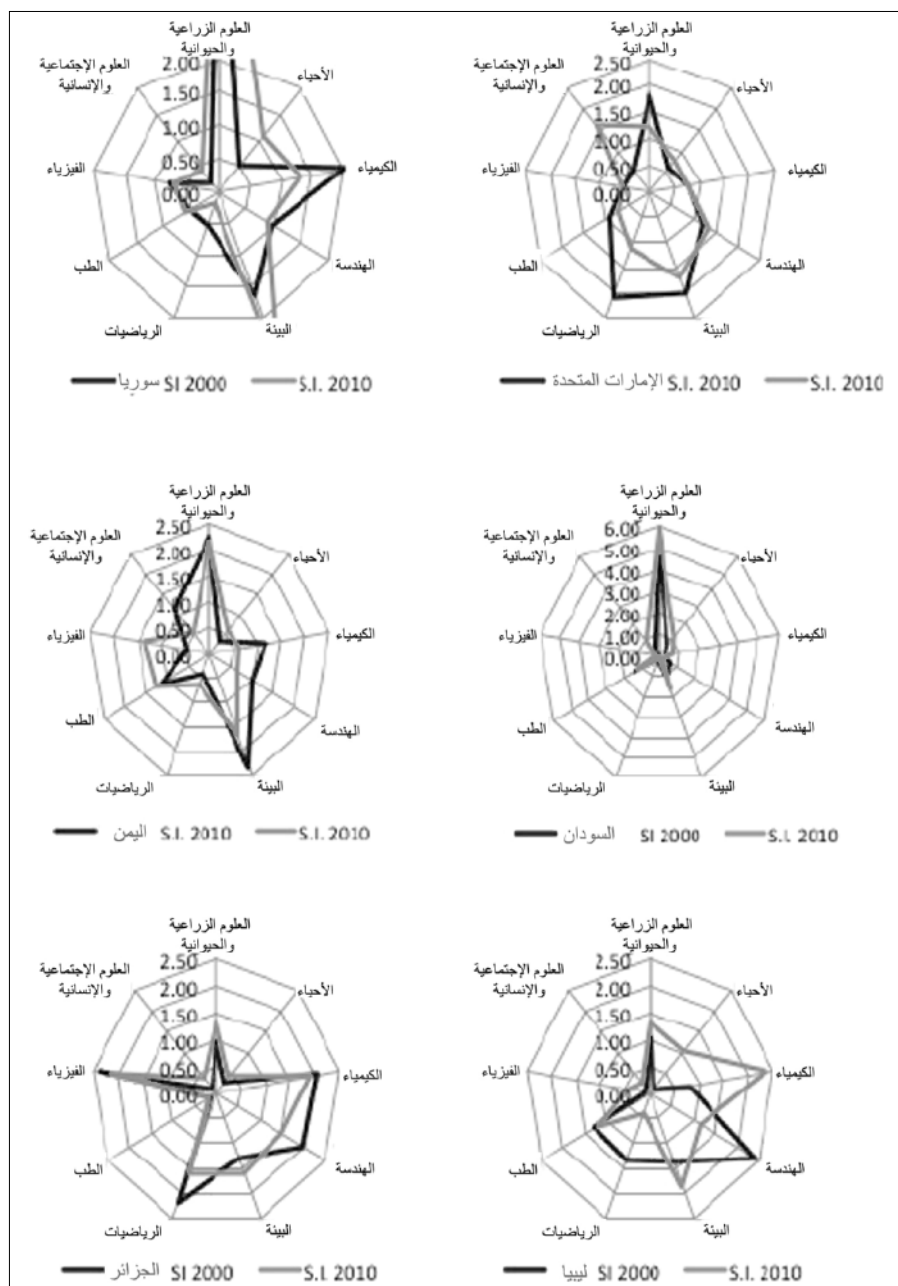 العلوم الزراعية
والحيوانية
العلوم الإجتماعية
والإنسانية
الأحياء
2.00
1.50
1.00
0.50
0.00
الفيزياء
الكيمياء
الطب
الهندسة
الرياضيات
البيئة
سوريا SI 2000 S.I. 2010
العلوم الزراعية
والحيوانية
العلوم الإجتماعية
والإنسانية
الأحياء
2.50
2.00
1.50
1.00
0.50
0.00
الفيزياء
الكيمياء
الطب
الهندسة
الرياضيات
البيئة
الإمارات المتحدة S.I. 2010 S.I. 2010
العلوم الزراعية
والحيوانية
العلوم الإجتماعية
والإنسانية
الأحياء
2.50
2.00
1.50
1.00
0.50
0.00
الفيزياء
الكيمياء
الطب
الهندسة
الرياضيات
البيئة
اليمن S.I. 2010 S.I. 2010
العلوم الزراعية
والحيوانية
العلوم الإجتماعية
والإنسانية
الأحياء
6.00
5.00
4.00
3.00
2.00
1.00
0.00
الفيزياء
الكيمياء
الطب
الهندسة
الرياضيات
البيئة
السودان SI 2000 S.I. 2010
العلوم الزراعية
والحيوانية
العلوم الإجتماعية
والإنسانية
الأحياء
2.50
2.00
1.50
1.00
0.50
0.00
الفيزياء
الكيمياء
الطب
الهندسة
الرياضيات
البيئة
الجزائر SI 2000 S.I. 2010
العلوم الزراعية
والحيوانية
العلوم الإجتماعية
والإنسانية
الأحياء
2.50
2.00
1.50
1.00
0.50
0.00
الفيزياء
الكيمياء
الطب
الهندسة
الرياضيات
البيئة
ليبيا SI 2000 S.I. 2010